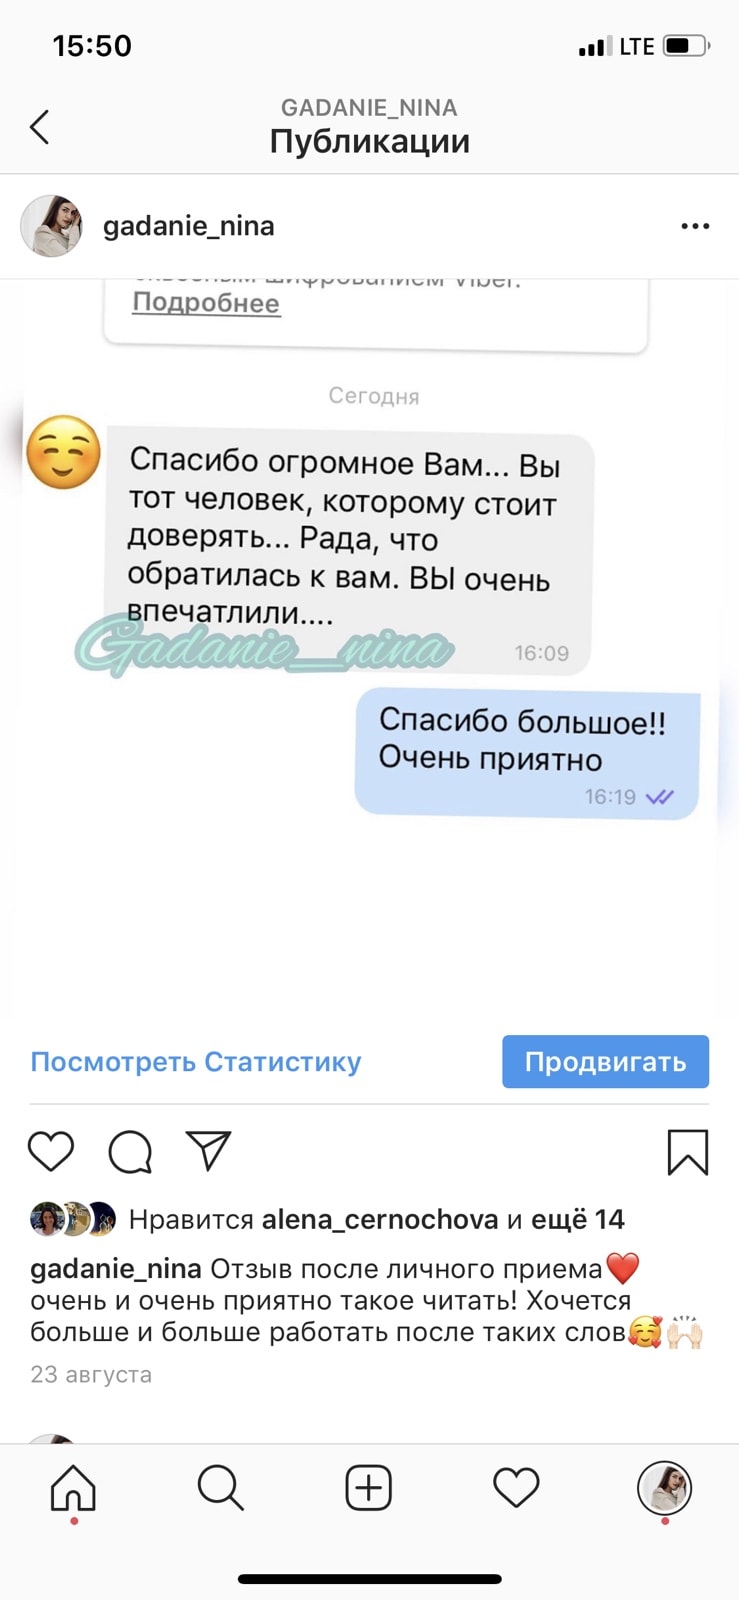 15:50
LTE
GADANIE_NINA
Публикации
gadanie_nina
шифрованием Viber.
Подробнее
Сегодня
Спасибо огромное Вам... Вы
тот человек, которому стоит
доверять... Рада, что
обратилась к вам. ВЫ очень
впечатлили....
Gadanie_nina
16:09
Спасибо большое!!
Очень приятно
16:19
Посмотреть Статистику
Продвигать
Нравится alena_cernochova и ещё 14
gadanie_nina Отзыв после личного приема❤️
очень и очень приятно такое читать! Хочется
больше и больше работать после таких слов🥰🙌🏻
23 августа